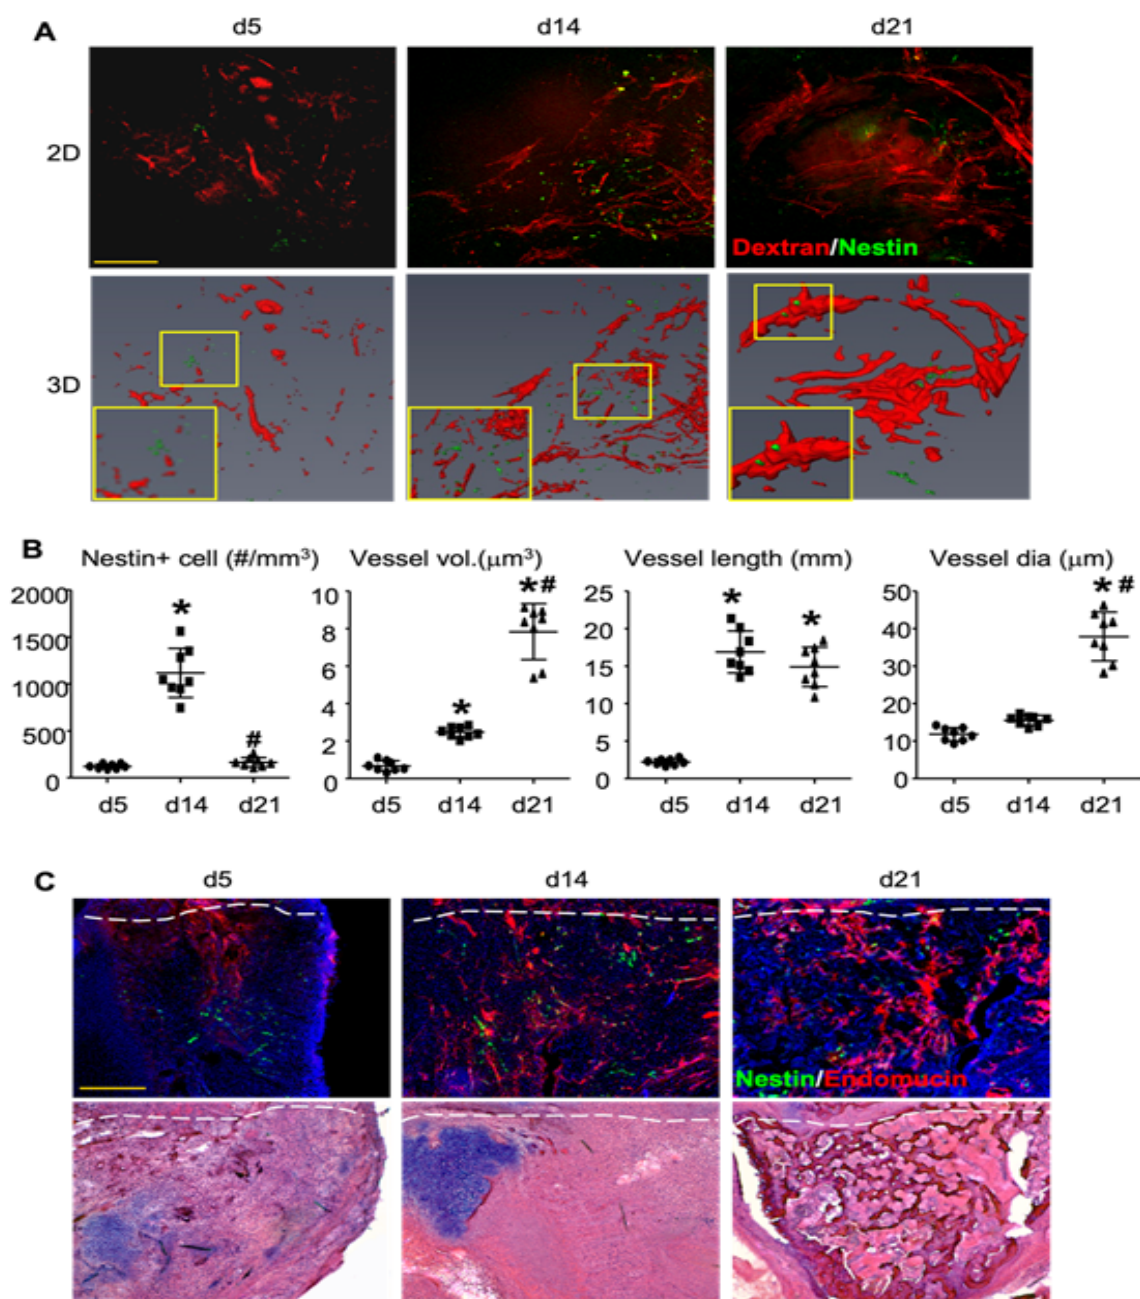 A
d5 d14 d21
2D
Dextran/Nestin
3D
B
Nestin+ cell (#/mm³) Vessel vol.(μm³) Vessel length (mm) Vessel dia (μm)
2000
1500
1000
500
0
* #
d5 d14 d21
10
8
6
4
2
0
* *#
d5 d14 d21
25
20
15
10
5
0
* *
d5 d14 d21
50
40
30
20
10
0
*#
d5 d14 d21
C
d5 d14 d21
Nestin/Endomucin